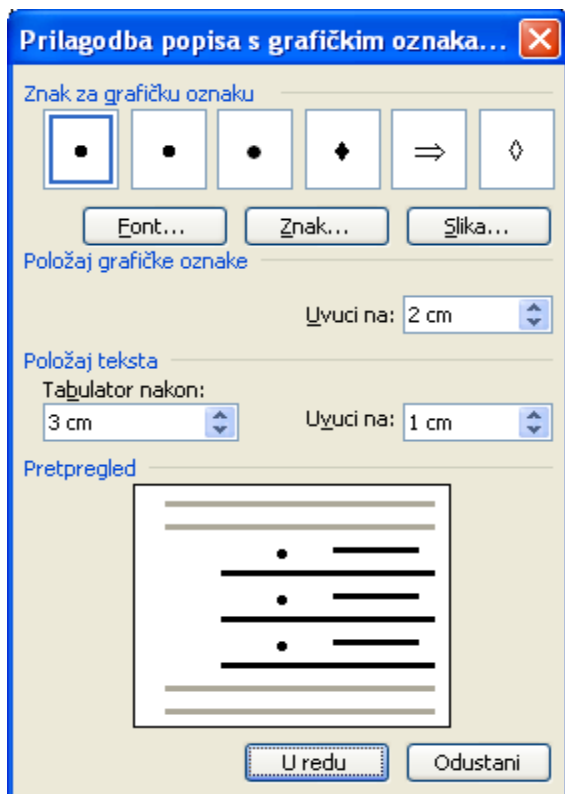 Prilagodba popisa s grafičkim oznaka...
Znak za grafičku oznaku
Font...
Znak...
Slika...
Položaj grafičke oznake
Uvuci na: 2 cm
Položaj teksta
Tabulator nakon:
3 cm
Uvuci na: 1 cm
Pretpregled
U redu
Odustani